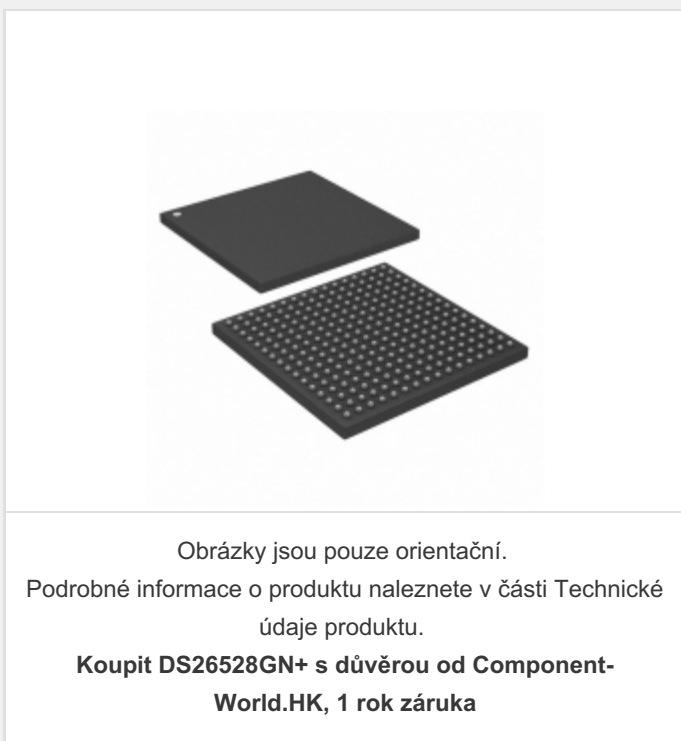 Obrázky jsou pouze orientační.
Podrobné informace o produktu naleznete v části Technické
údaje produktu.
Koupit DS26528GN+ s důvěrou od Component-
World.HK, 1 rok záruka